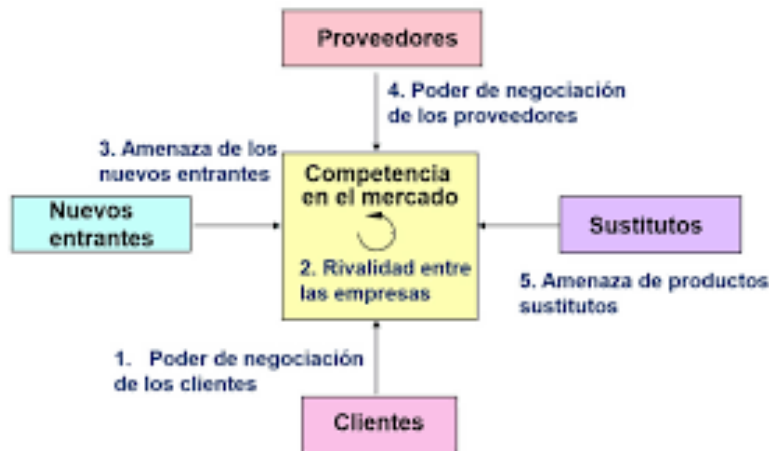 Proveedores
4. Poder de negociación
de los proveedores
3. Amenaza de los
nuevos entrantes
Competencia
en el mercado
Nuevos
entrantes
Sustitutos
2. Rivalidad entre
las empresas
5. Amenaza de productos
sustitutos
1. Poder de negociación
de los clientes
Clientes